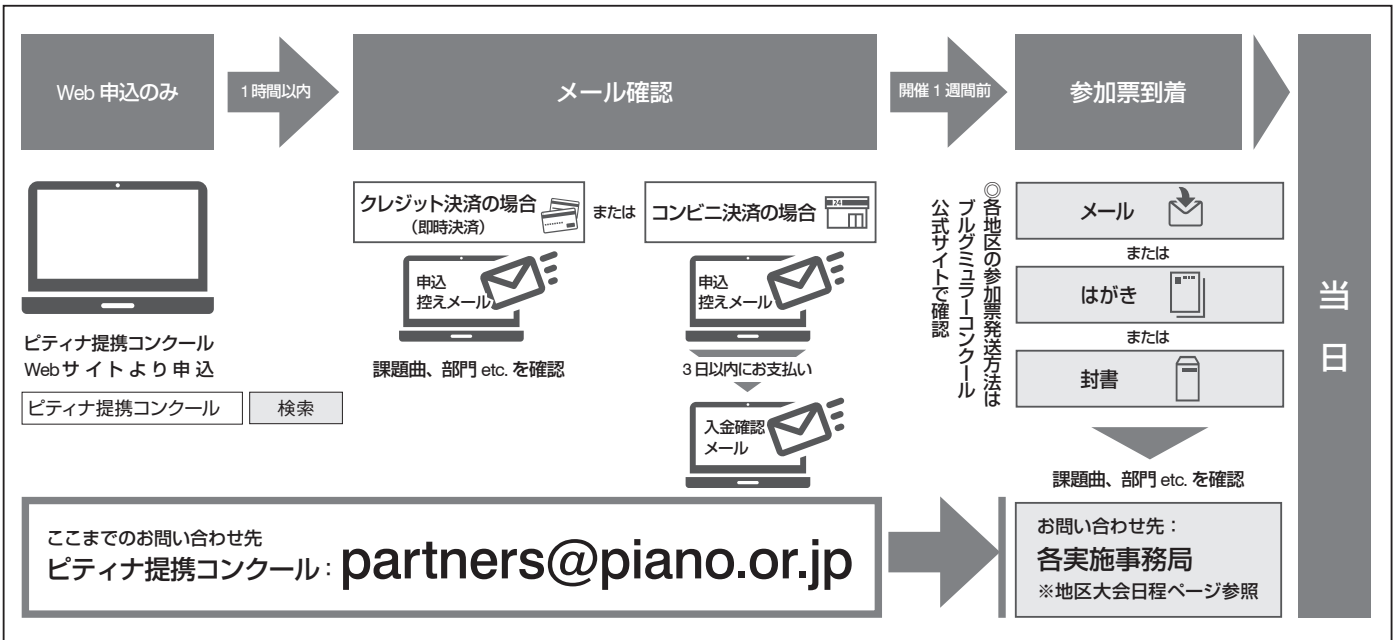 Web 申込のみ
1時間以内
メール確認
開催1週間前
参加票到着
当日
ピティナ提携コンクール
Webサイトより申込
ピティナ提携コンクール
検索
クレジット決済の場合
（即時決済）
申込
控えメール
課題曲、部門 etc. を確認
または
コンビニ決済の場合
24
申込
控えメール
3日以内にお支払い
入金確認
メール
◎各地区の参加票発送方法は
ブルグミュラーコンクール
公式サイトで確認
メール
または
はがき
または
封書
課題曲、部門 etc. を確認
ここまでのお問い合わせ先
ピティナ提携コンクール：partners@piano.or.jp
お問い合わせ先：
各実施事務局
※地区大会日程ページ参照